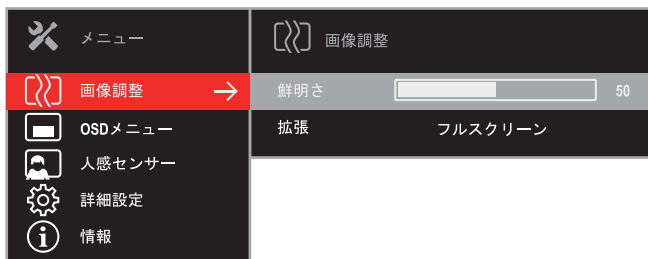 メニュー
画像調整
OSDメニュー
人感センサー
詳細設定
情報
画像調整
鮮明さ 50
拡張 フルスクリーン